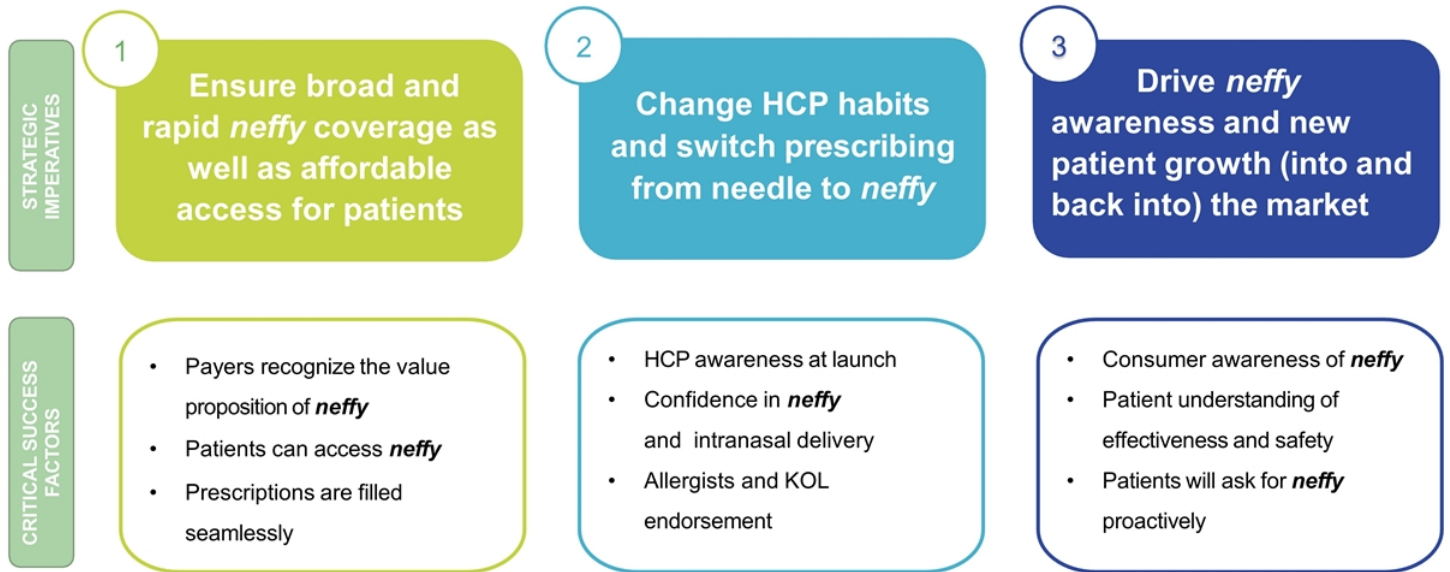 STRATEGIC
IMPERATIVES
1
Ensure broad and
rapid neffy coverage as
well as affordable
access for patients
2
Change HCP habits
and switch prescribing
from needle to neffy
3
Drive neffy
awareness and new
patient growth (into and
back into) the market
CRITICAL SUCCESS
FACTORS
• Payers recognize the value
proposition of neffy
• Patients can access neffy
• Prescriptions are filled
seamlessly
• HCP awareness at launch
• Confidence in neffy
and intranasal delivery
• Allergists and KOL
endorsement
• Consumer awareness of neffy
• Patient understanding of
effectiveness and safety
• Patients will ask for neffy
proactively